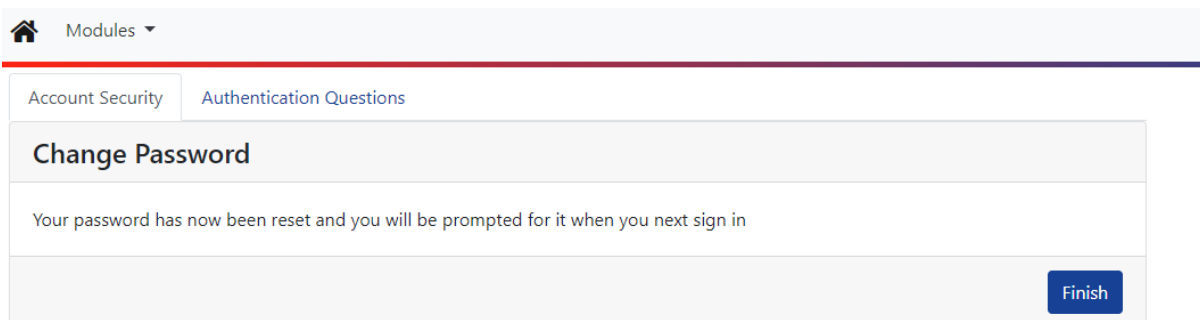 Modules
Account Security Authentication Questions
Change Password
Your password has now been reset and you will be prompted for it when you next sign in
Finish